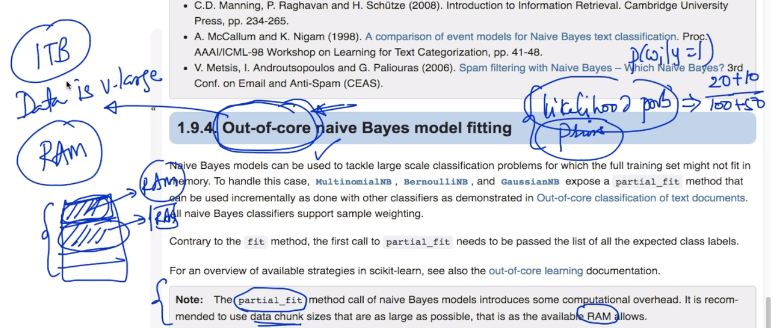 • C.D. Manning, P. Raghavan and H. Schütze (2008). Introduction to Information Retrieval. Cambridge University
Press, pp. 234-265.
• A. McCallum and K. Nigam (1998). A comparison of event models for Naive Bayes text classification. Proc.
AAAI/ICML-98 Workshop on Learning for Text Categorization, pp. 41-48.
• V. Metsis, I. Androutsopoulos and G. Paliouras (2006). Spam filtering with Naive Bayes – Which Naive Bayes? 3rd
Conf. on Email and Anti-Spam (CEAS).
1TB
Data is v.large
p(wi|y=1)
likelihood prob ⇒ 20+10
100+50
1.9.4. Out-of-core naive Bayes model fitting
RAM
RAM
Naive Bayes models can be used to tackle large scale classification problems for which the full training set might not fit in
memory. To handle this case, MultinomialNB, BernoulliNB, and GaussianNB expose a partial_fit method that
can be used incrementally as done with other classifiers as demonstrated in Out-of-core classification of text documents.
All naive Bayes classifiers support sample weighting.
Contrary to the fit method, the first call to partial_fit needs to be passed the list of all the expected class labels.
For an overview of available strategies in scikit-learn, see also the out-of-core learning documentation.
Note: The partial_fit method call of naive Bayes models introduces some computational overhead. It is recom-
mended to use data chunk sizes that are as large as possible, that is as the available RAM allows.